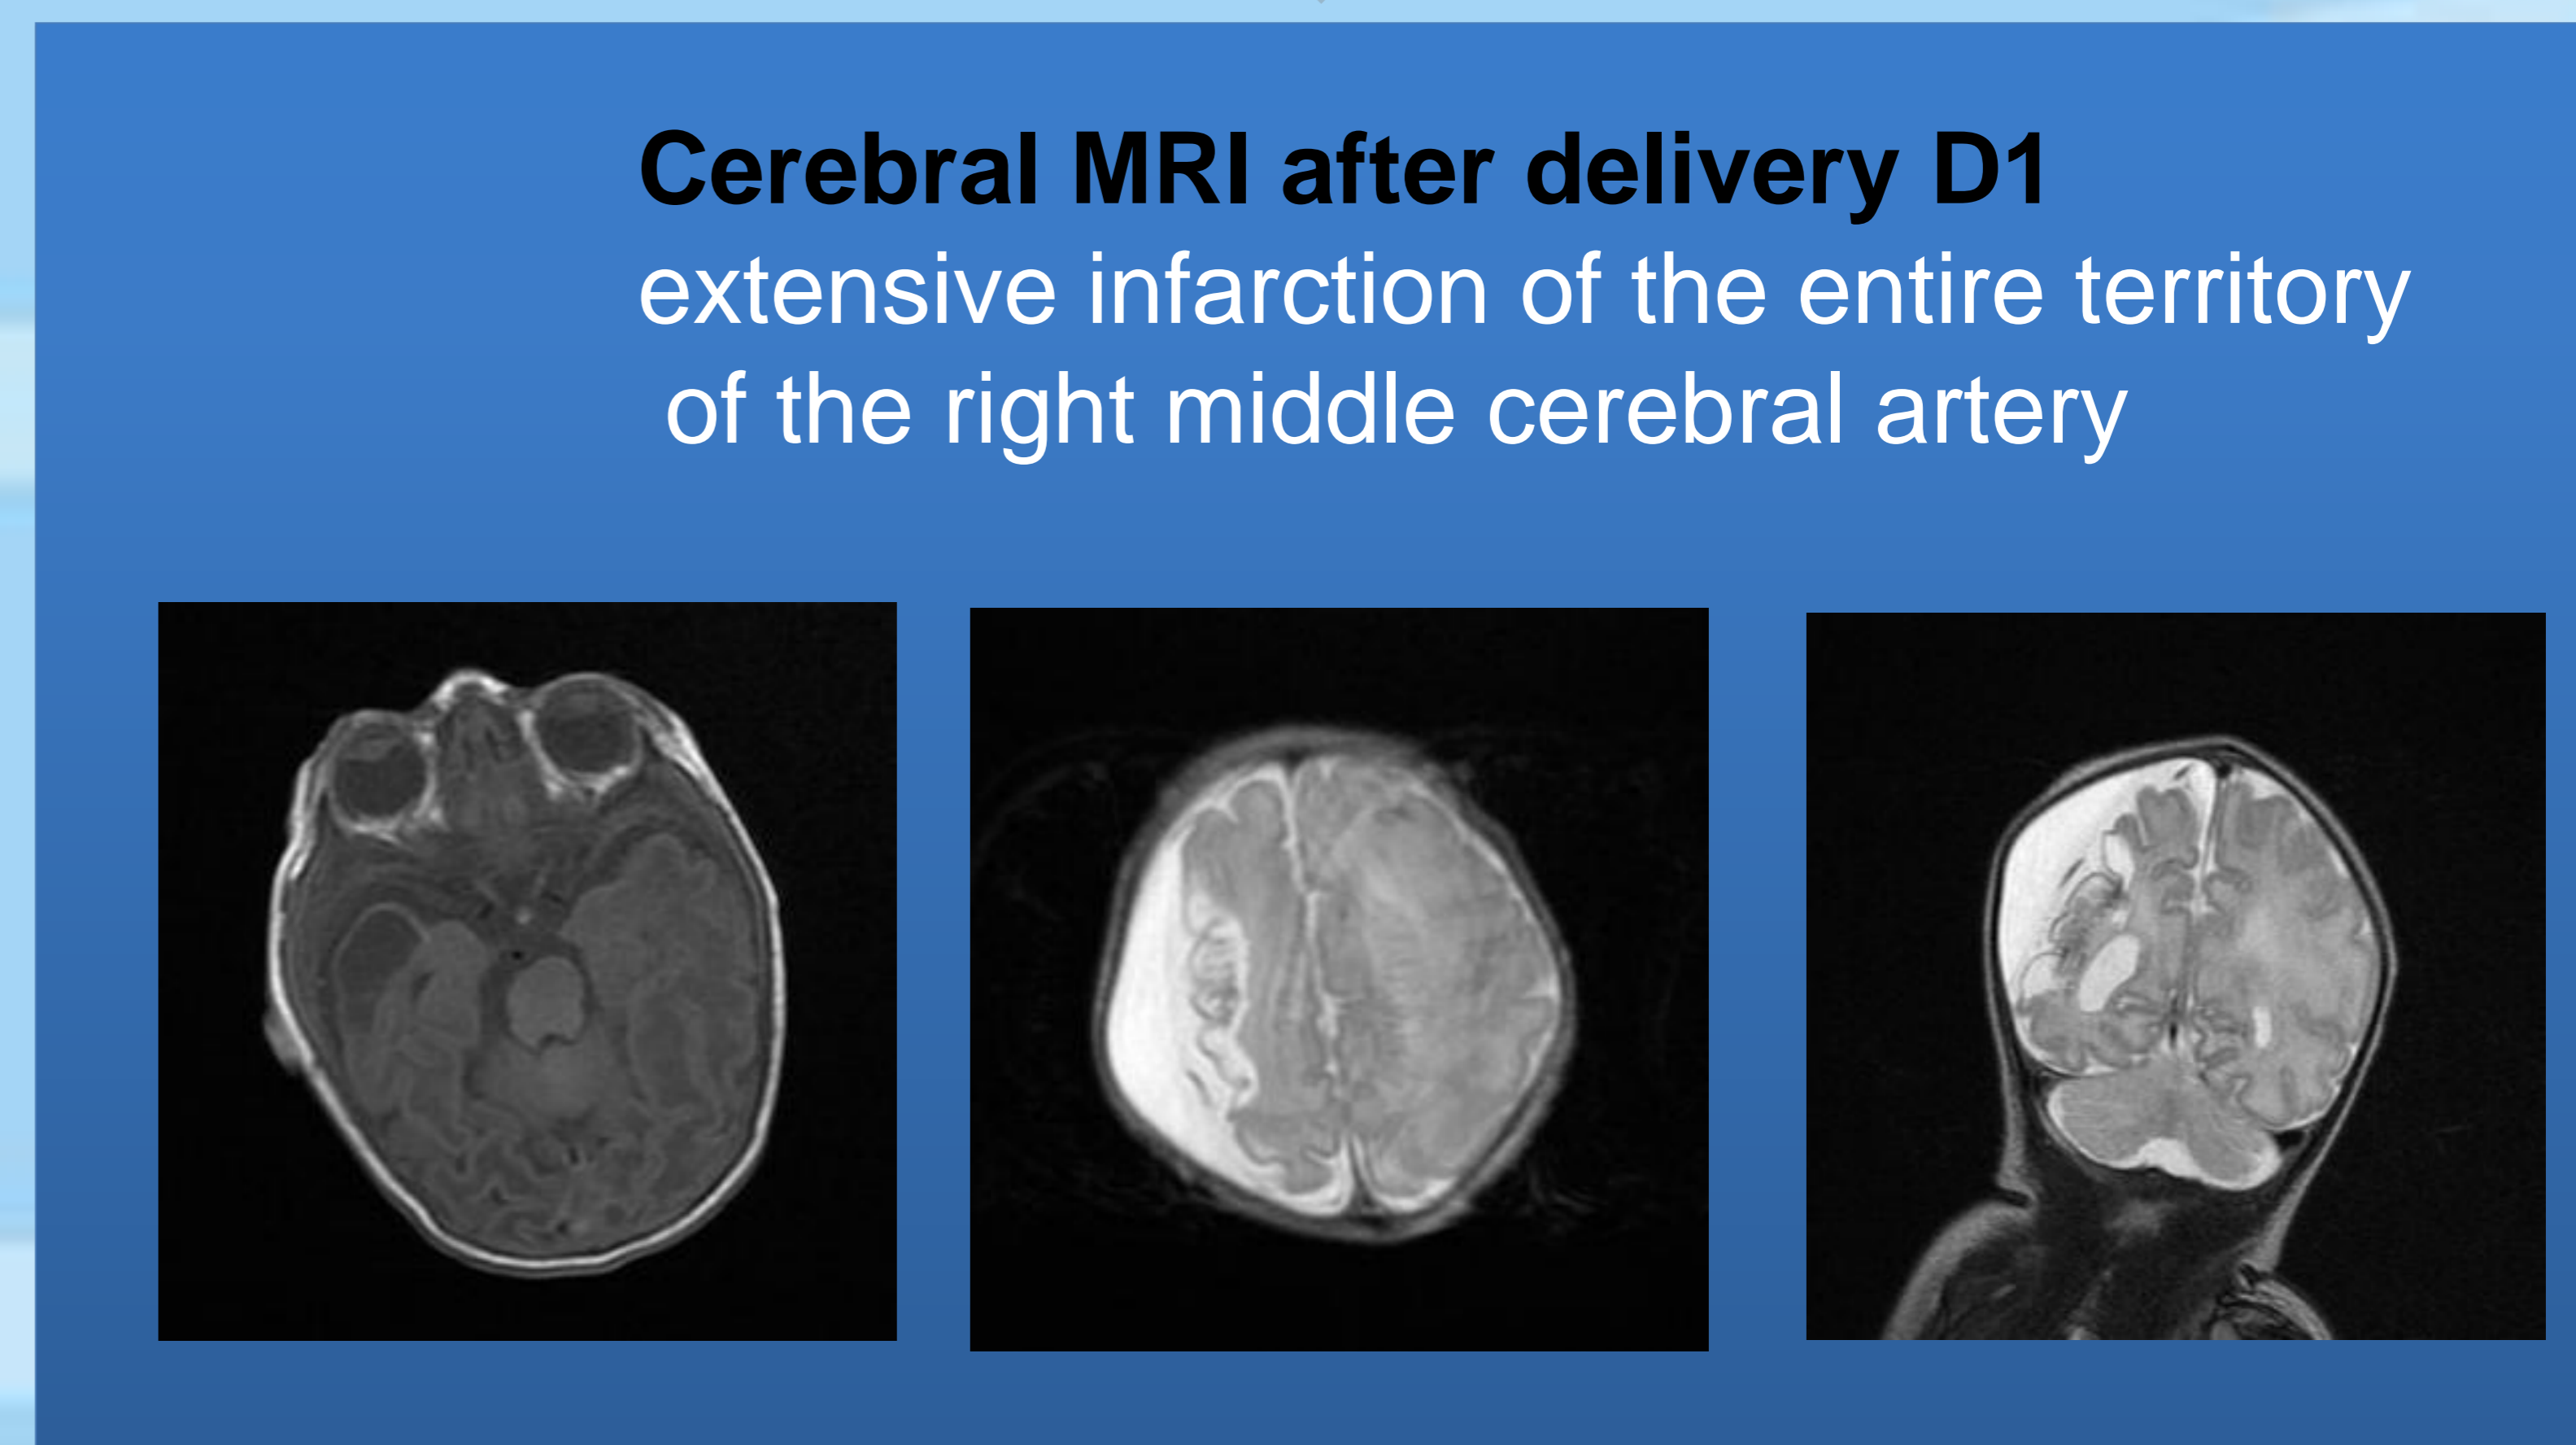 Cerebral MRI after delivery D1
extensive infarction of the entire territory
of the right middle cerebral artery